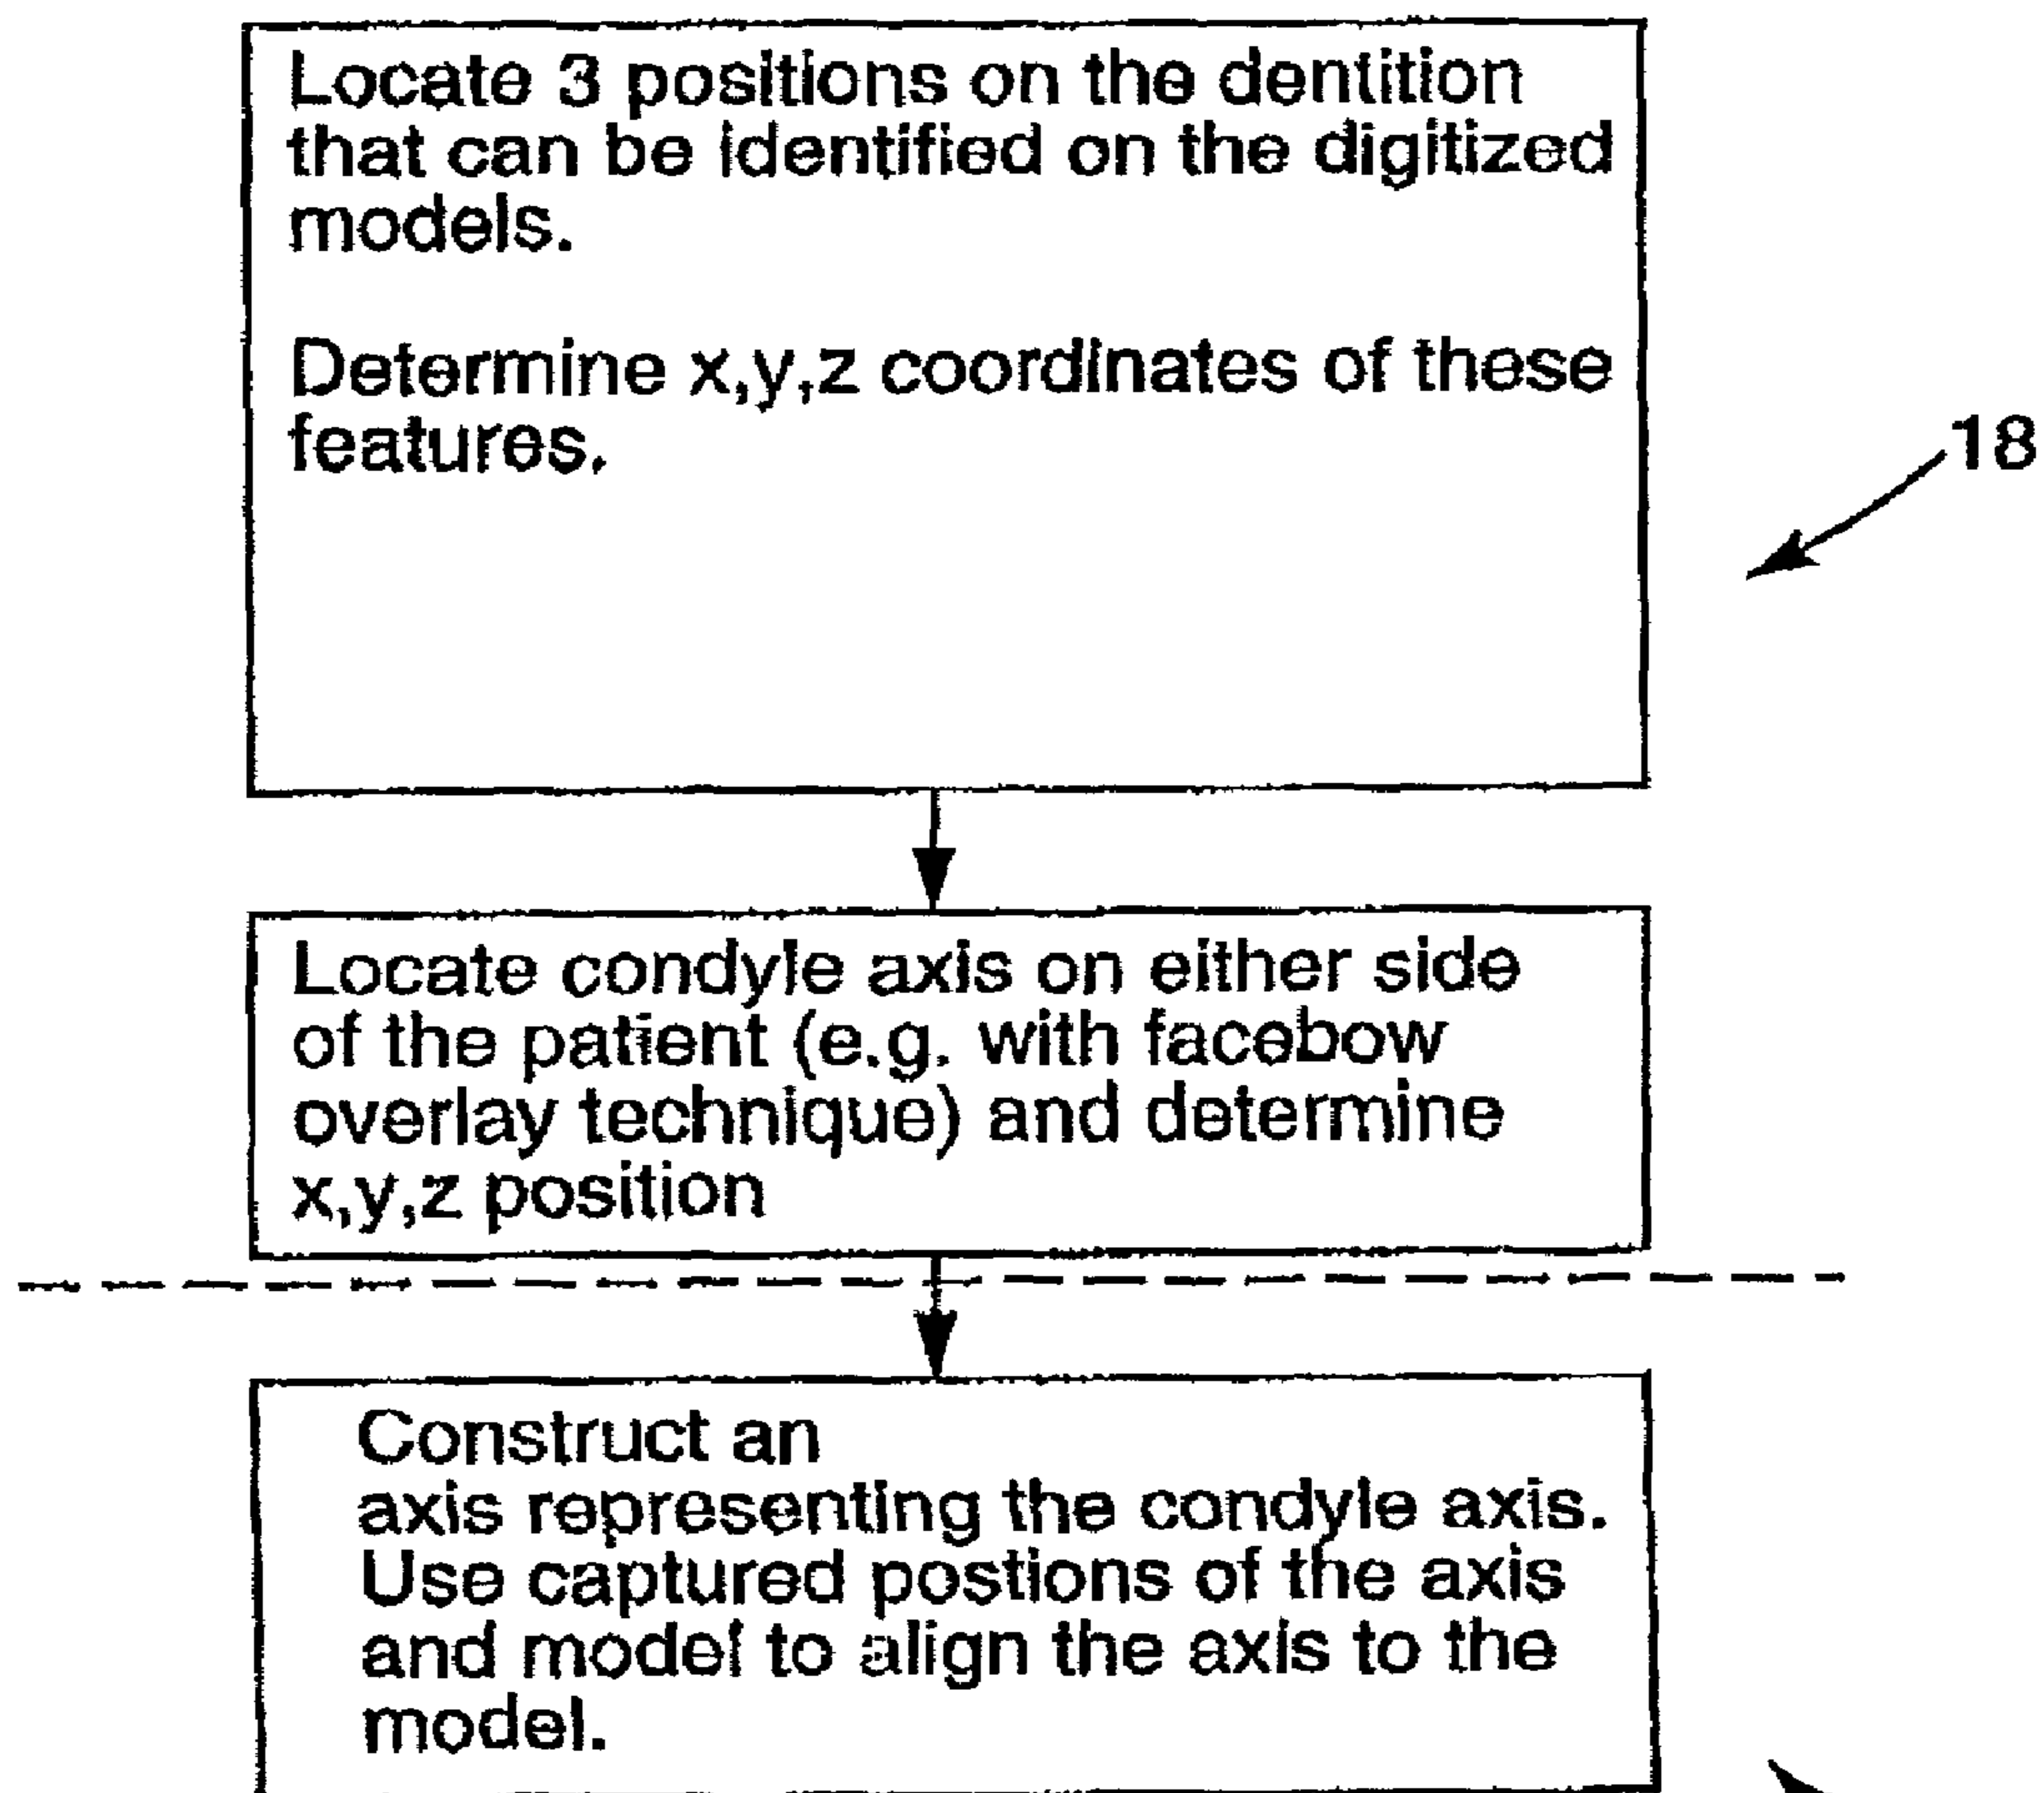 Locate 3 positions on the dentition
that can be identified on the digitized
models.
Determine x,y,z coordinates of these
features.
18
Locate condyle axis on either side
of the patient (e.g. with facebow
overlay technique) and determine
x,y,z position
Construct an
axis representing the condyle axis.
Use captured postions of the axis
and model to align the axis to the
model.